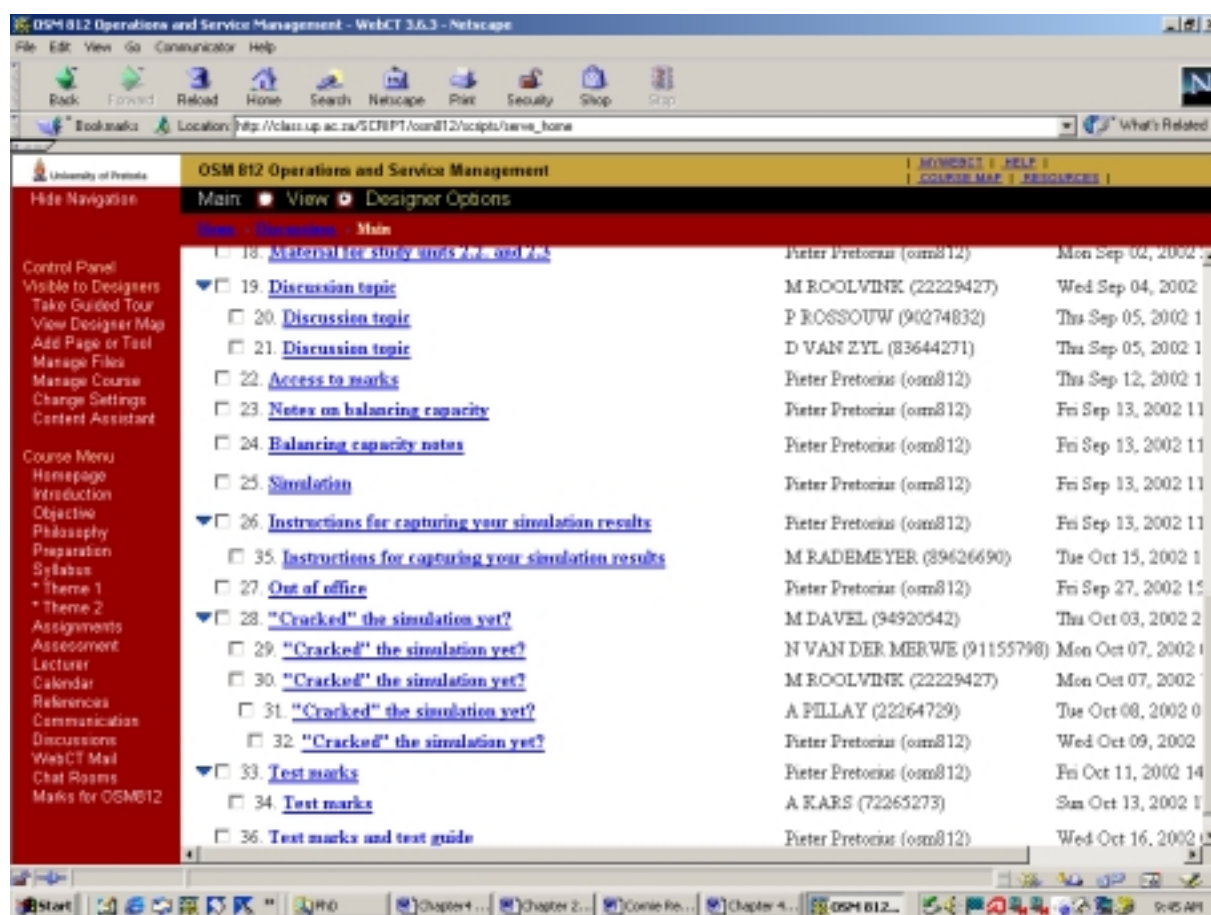 OSM 812 Operations and Service Management - WebCT 3.6.3 - Netscape
File Edit View Go Communicator Help
Back Forward Reload Home Search Netscape Print Security Shop Stop
Bookmarks Location: http://class.up.ac.za/SCRIPT/osm812/scripts/serve_home What's Related
University of Pretoria OSM 812 Operations and Service Management | MYWEBCT | HELP |
| COURSE MAP | RESOURCES |
Hide Navigation Main: View Designer Options
Home Discussions Main
Control Panel
Visible to Designers
Take Guided Tour
View Designer Map
Add Page or Tool
Manage Files
Manage Course
Change Settings
Content Assistant
Course Menu
Homepage
Introduction
Objective
Philosophy
Preparation
Syllabus
* Theme 1
* Theme 2
Assignments
Assessment
Lecturer
Calendar
References
Communication
Discussions
WebCT Mail
Chat Rooms
Marks for OSM812
18. Material for study units 2.2. and 2.3 Pieter Pretorius (osm812) Mon Sep 02, 2002
19. Discussion topic M ROOLVINK (22229427) Wed Sep 04, 2002
20. Discussion topic P ROSSOUW (90274832) Thu Sep 05, 2002 1
21. Discussion topic D VAN ZYL (83644271) Thu Sep 05, 2002 1
22. Access to marks Pieter Pretorius (osm812) Thu Sep 12, 2002 1
23. Notes on balancing capacity Pieter Pretorius (osm812) Fri Sep 13, 2002 11
24. Balancing capacity notes Pieter Pretorius (osm812) Fri Sep 13, 2002 11
25. Simulation Pieter Pretorius (osm812) Fri Sep 13, 2002 11
26. Instructions for capturing your simulation results Pieter Pretorius (osm812) Fri Sep 13, 2002 11
35. Instructions for capturing your simulation results M RADEMEYER (89626690) Tue Oct 15, 2002 1
27. Out of office Pieter Pretorius (osm812) Fri Sep 27, 2002 15
28. "Cracked" the simulation yet? M DAVEL (94920542) Thu Oct 03, 2002 2
29. "Cracked" the simulation yet? N VAN DER MERWE (91155798) Mon Oct 07, 2002
30. "Cracked" the simulation yet? M ROOLVINK (22229427) Mon Oct 07, 2002
31. "Cracked" the simulation yet? A PILLAY (22264729) Tue Oct 08, 2002 0
32. "Cracked" the simulation yet? Pieter Pretorius (osm812) Wed Oct 09, 2002
33. Test marks Pieter Pretorius (osm812) Fri Oct 11, 2002 14
34. Test marks A KARS (72265273) Sun Oct 13, 2002 1
36. Test marks and test guide Pieter Pretorius (osm812) Wed Oct 16, 2002
Start PhD Chapter4 ... Chapter 2... Cornie Re... Chapter 4... OSM 812... 9:45 AM